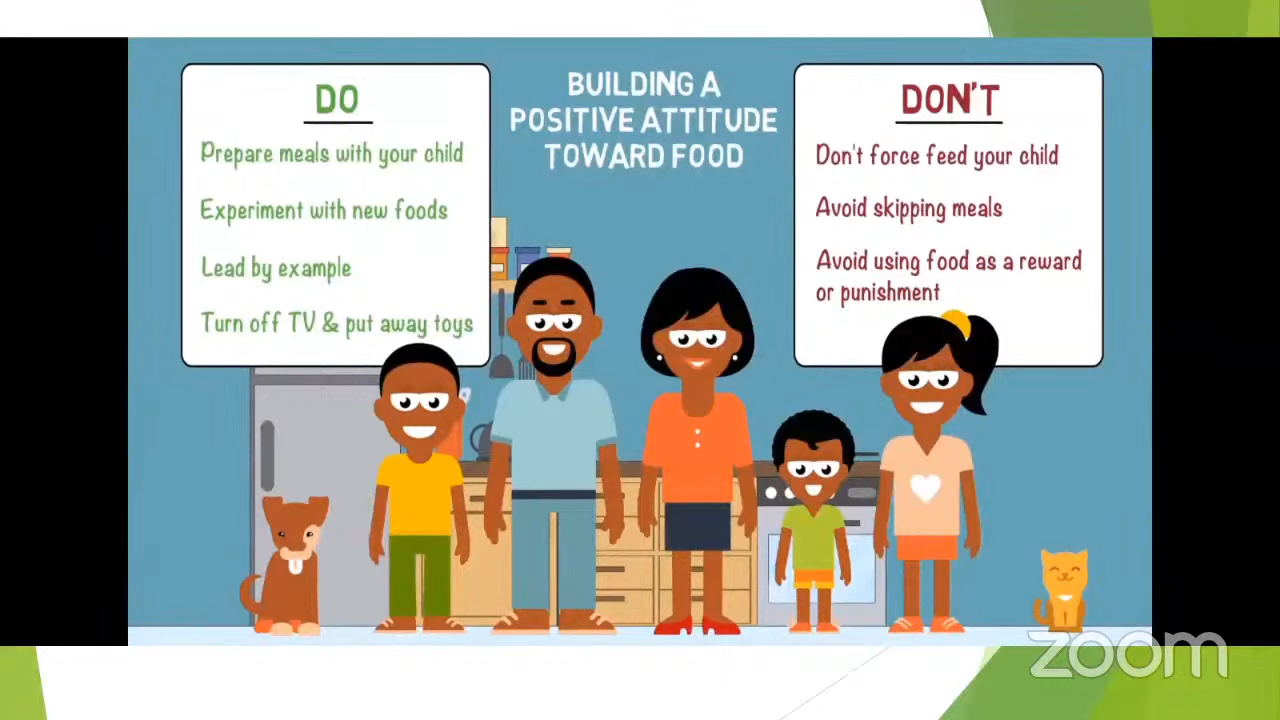 DO
Prepare meals with your child
Experiment with new foods
Lead by example
Turn off TV & put away toys
BUILDING A
POSITIVE ATTITUDE
TOWARD FOOD
DON'T
Don't force feed your child
Avoid skipping meals
Avoid using food as a reward
or punishment
zoom